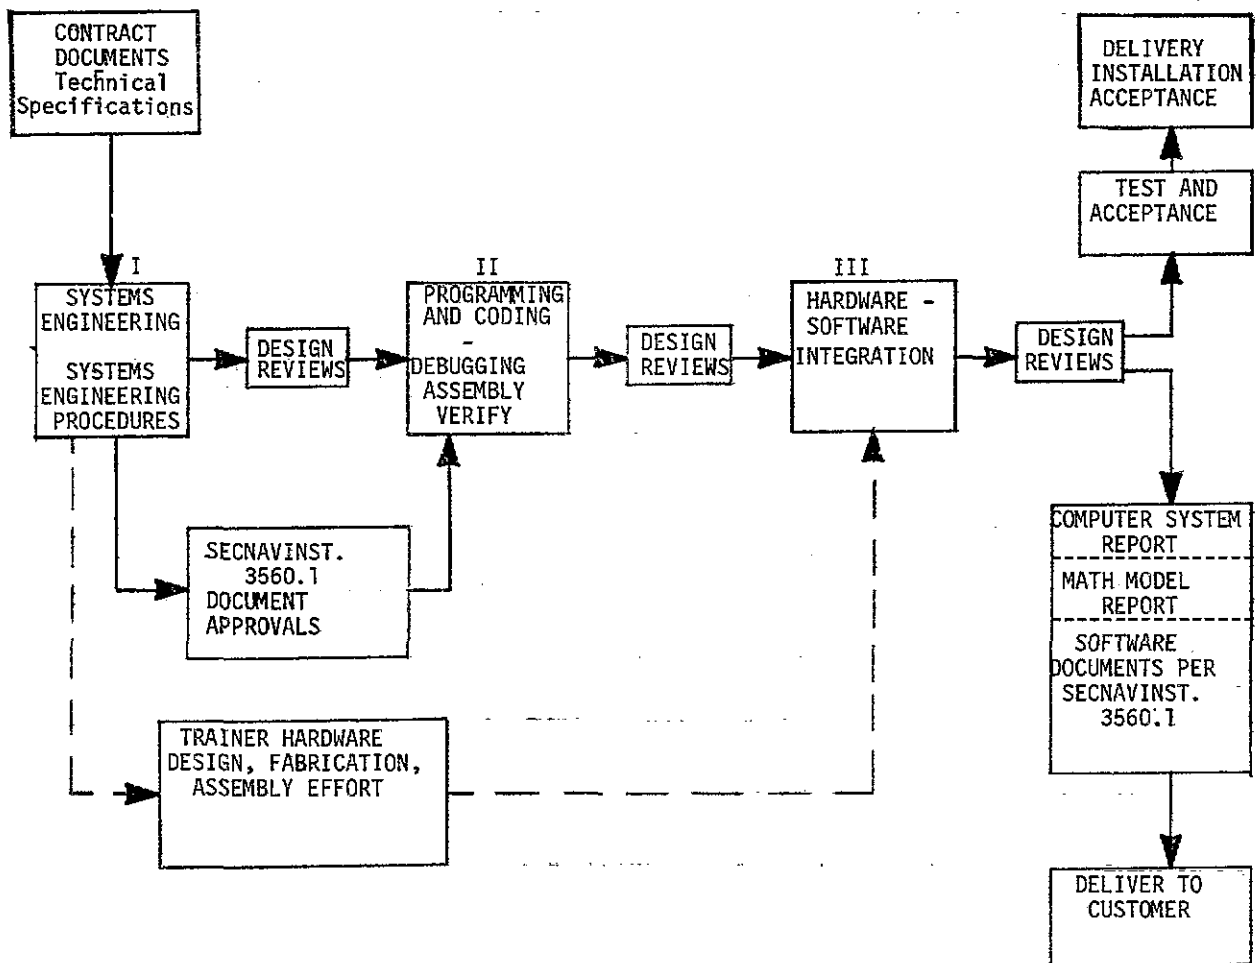 CONTRACT
DOCUMENTS
Technical
Specifications
DELIVERY
INSTALLATION
ACCEPTANCE
TEST AND
ACCEPTANCE
I
SYSTEMS
ENGINEERING
SYSTEMS
ENGINEERING
PROCEDURES
DESIGN
REVIEWS
II
PROGRAMMING
AND CODING
-
DEBUGGING
ASSEMBLY
VERIFY
DESIGN
REVIEWS
III
HARDWARE -
SOFTWARE
INTEGRATION
DESIGN
REVIEWS
SECNAVINST.
3560.1
DOCUMENT
APPROVALS
TRAINER HARDWARE
DESIGN, FABRICATION,
ASSEMBLY EFFORT
COMPUTER SYSTEM
REPORT
MATH MODEL
REPORT
SOFTWARE
DOCUMENTS PER
SECNAVINST.
3560.1
DELIVER TO
CUSTOMER